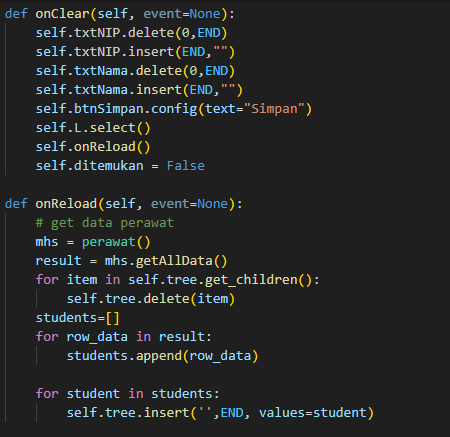 def onClear(self, event=None):
    self.txtNIP.delete(0,END)
    self.txtNIP.insert(END,"")
    self.txtNama.delete(0,END)
    self.txtNama.insert(END,"")
    self.btnSimpan.config(text="Simpan")
    self.L.select()
    self.onReload()
    self.ditemukan = False

def onReload(self, event=None):
    # get data perawat
    mhs = perawat()
    result = mhs.getAllData()
    for item in self.tree.get_children():
        self.tree.delete(item)
    students=[]
    for row_data in result:
        students.append(row_data)

    for student in students:
        self.tree.insert('',END, values=student)